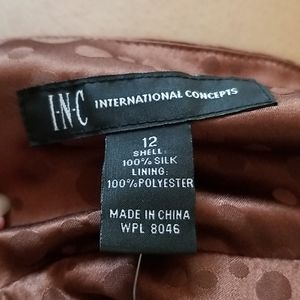 I·N·C INTERNATIONAL CONCEPTS
12
SHELL:
100% SILK
LINING:
100% POLYESTER
MADE IN CHINA
WPL 8046